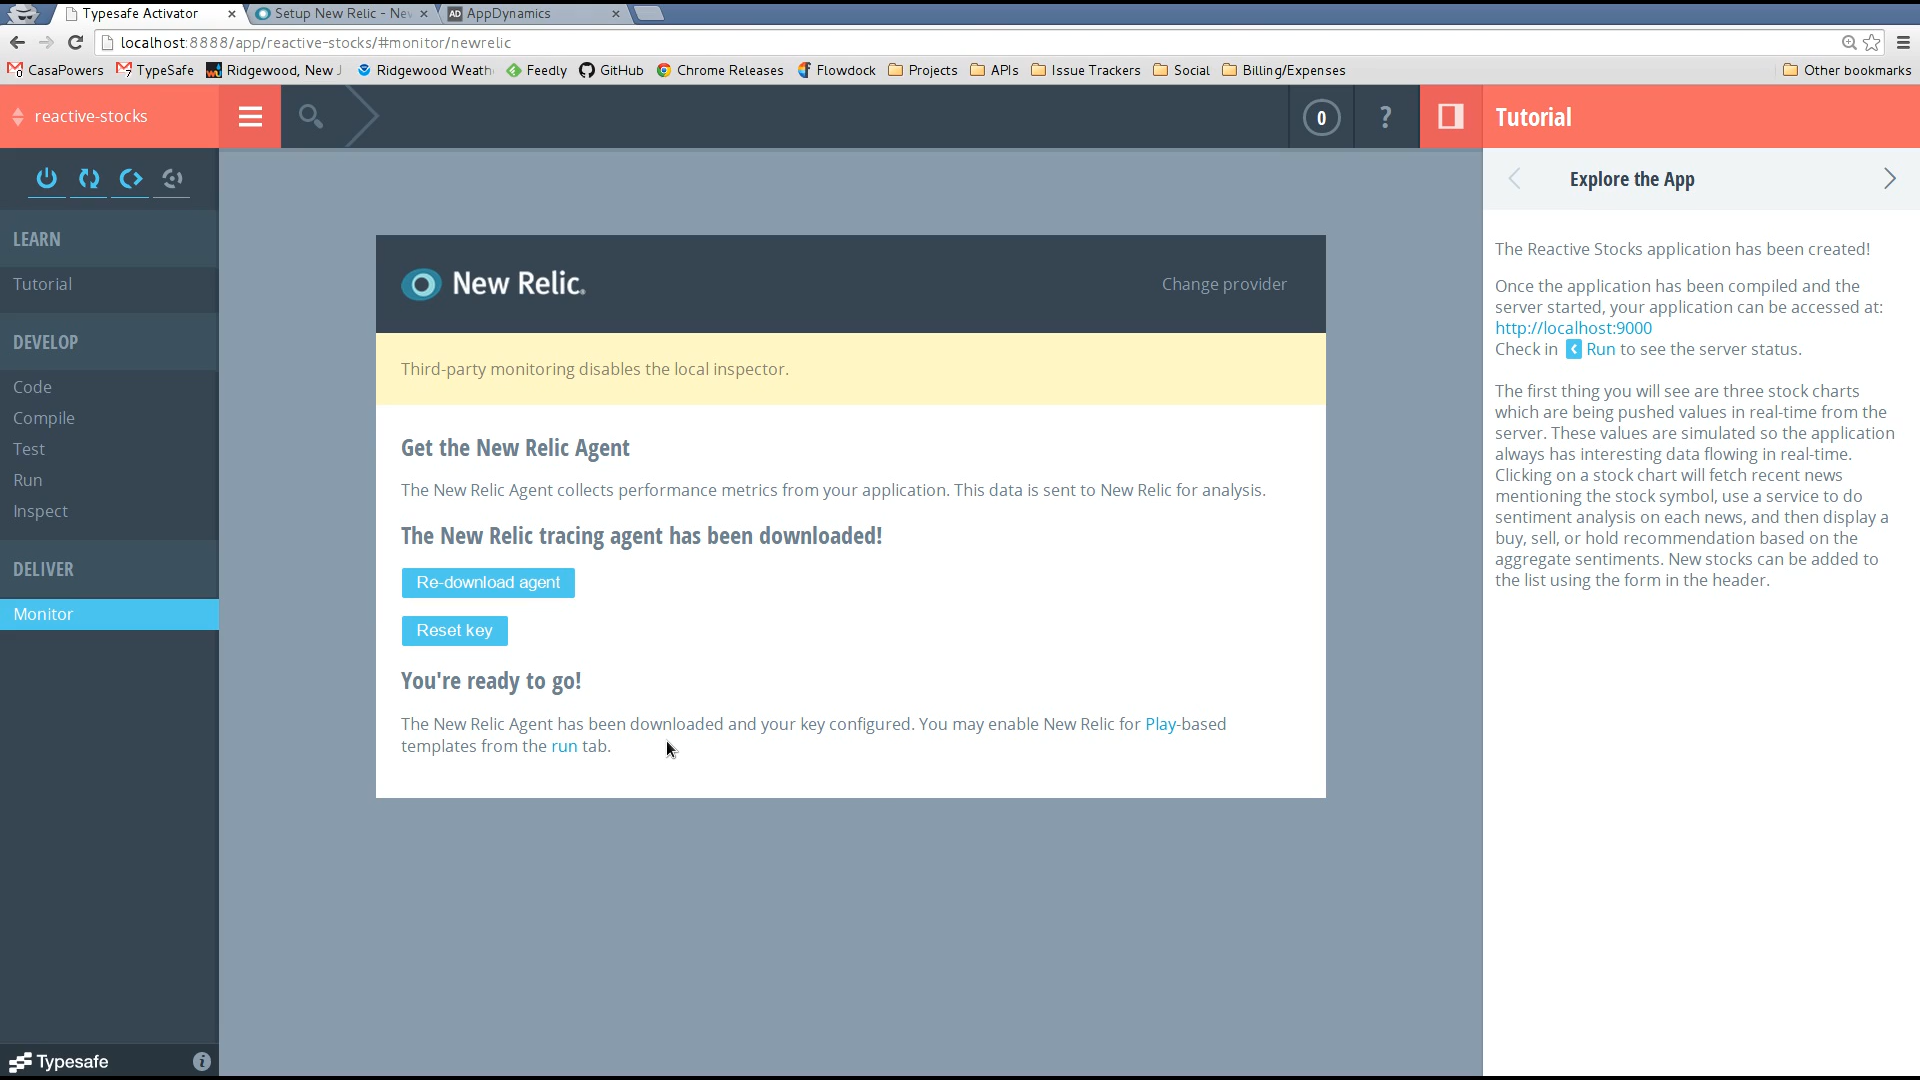 Typesafe Activator
Setup New Relic - Nev
AppDynamics
localhost:8888/app/reactive-stocks/#monitor/newrelic
CasaPowers
TypeSafe
Ridgewood, New J
Ridgewood Weath
Feedly
GitHub
Chrome Releases
Flowdock
Projects
APIs
Issue Trackers
Social
Billing/Expenses
Other bookmarks
reactive-stocks
0
?
Tutorial
LEARN
Tutorial
DEVELOP
Code
Compile
Test
Run
Inspect
DELIVER
Monitor
Typesafe
New Relic.
Change provider
Third-party monitoring disables the local inspector.
Get the New Relic Agent
The New Relic Agent collects performance metrics from your application. This data is sent to New Relic for analysis.
The New Relic tracing agent has been downloaded!
Re-download agent
Reset key
You're ready to go!
The New Relic Agent has been downloaded and your key configured. You may enable New Relic for Play-based
templates from the run tab.
Explore the App
The Reactive Stocks application has been created!
Once the application has been compiled and the
server started, your application can be accessed at:
http://localhost:9000
Check in Run to see the server status.
The first thing you will see are three stock charts
which are being pushed values in real-time from the
server. These values are simulated so the application
always has interesting data flowing in real-time.
Clicking on a stock chart will fetch recent news
mentioning the stock symbol, use a service to do
sentiment analysis on each news, and then display a
buy, sell, or hold recommendation based on the
aggregate sentiments. New stocks can be added to
the list using the form in the header.